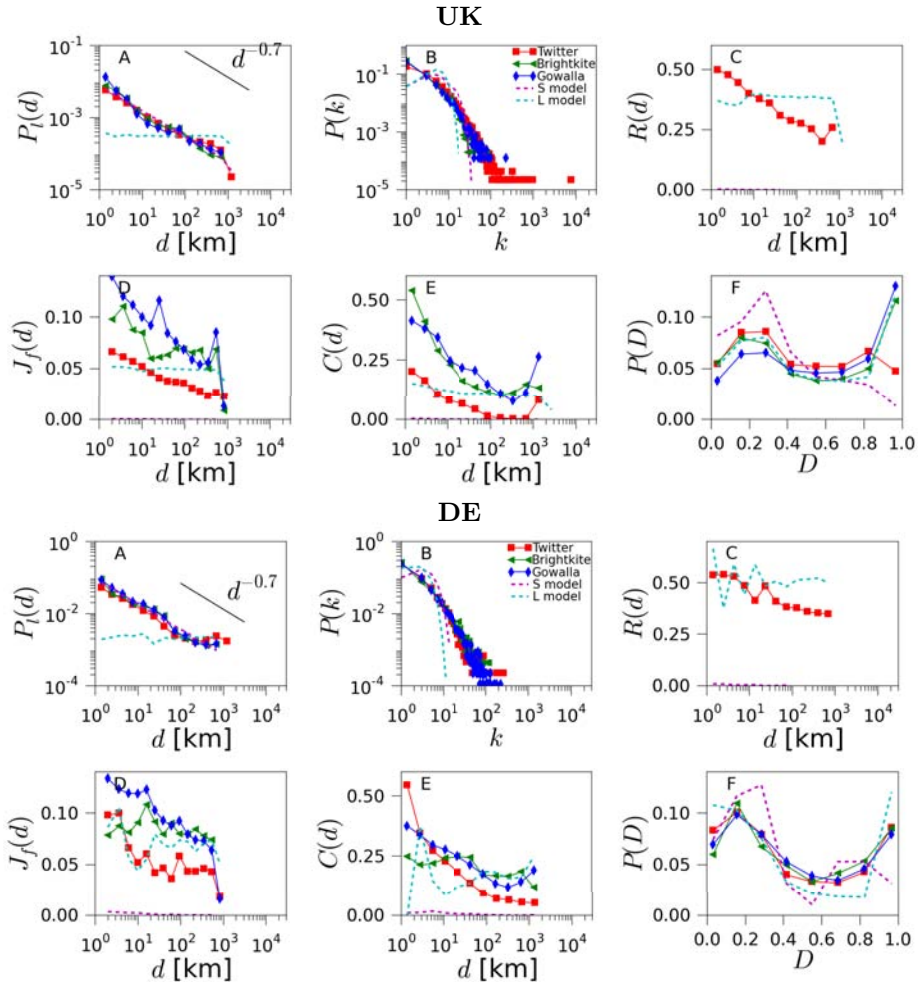 UK
A
d^{-0.7}
P_l(d)
10^{-1}
10^{-3}
10^{-5}
10^0 10^1 10^2 10^3 10^4
d [km]
B
Twitter
Brightkite
Gowalla
S model
L model
P(k)
10^{-1}
10^{-3}
10^{-5}
10^0 10^1 10^2 10^3 10^4
k
C
R(d)
0.50
0.25
0.00
10^0 10^1 10^2 10^3 10^4
d [km]
D
J_f(d)
0.10
0.05
0.00
10^0 10^1 10^2 10^3 10^4
d [km]
E
C(d)
0.50
0.25
0.00
10^0 10^1 10^2 10^3 10^4
d [km]
F
P(D)
0.10
0.05
0.00
0.0 0.2 0.4 0.6 0.8 1.0
D
DE
A
d^{-0.7}
P_l(d)
10^0
10^{-2}
10^{-4}
10^0 10^1 10^2 10^3 10^4
d [km]
B
Twitter
Brightkite
Gowalla
S model
L model
P(k)
10^0
10^{-2}
10^{-4}
10^0 10^1 10^2 10^3 10^4
k
C
R(d)
0.50
0.25
0.00
10^0 10^1 10^2 10^3 10^4
d [km]
D
J_f(d)
0.10
0.05
0.00
10^0 10^1 10^2 10^3 10^4
d [km]
E
C(d)
0.50
0.25
0.00
10^0 10^1 10^2 10^3 10^4
d [km]
F
P(D)
0.10
0.05
0.00
0.0 0.2 0.4 0.6 0.8 1.0
D